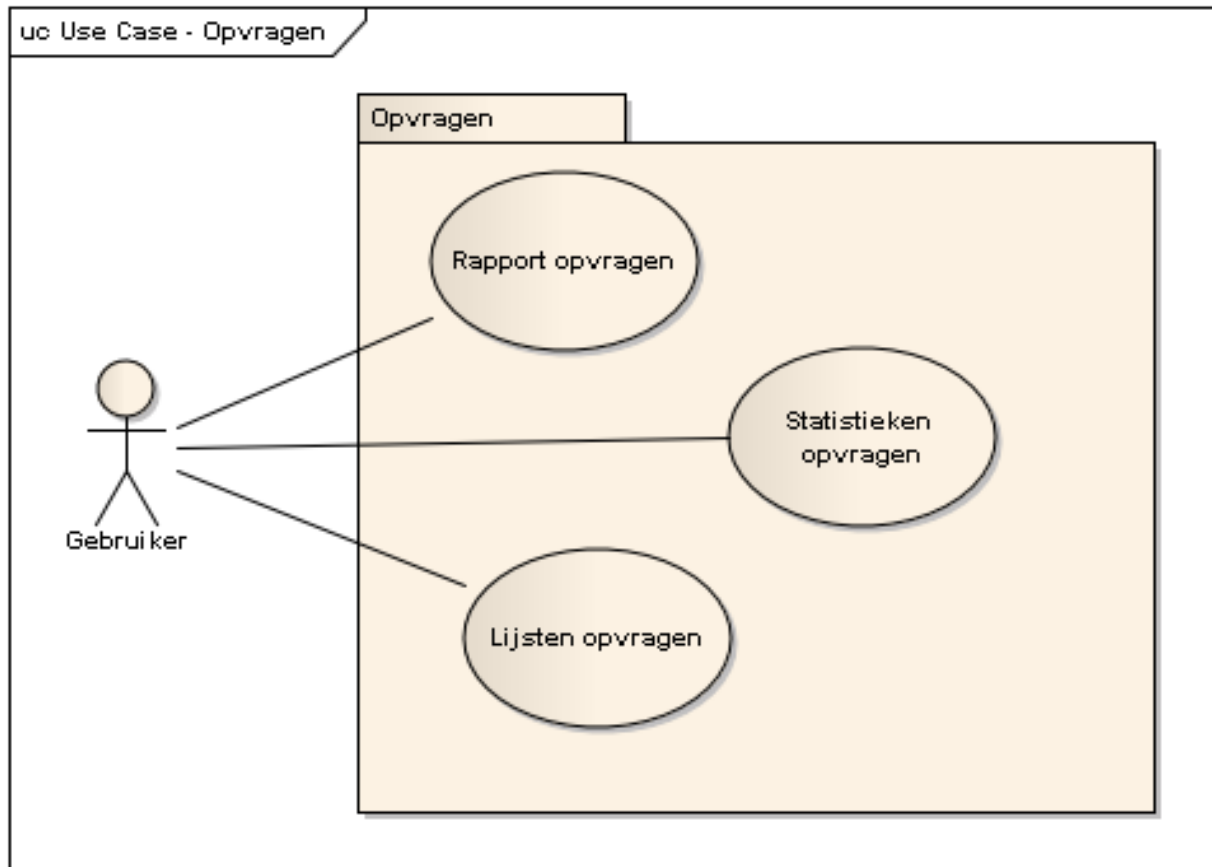 uc Use Case - Opvragen
Opvragen
Rapport opvragen
Statistieken
opvragen
Gebruiker
Lijsten opvragen